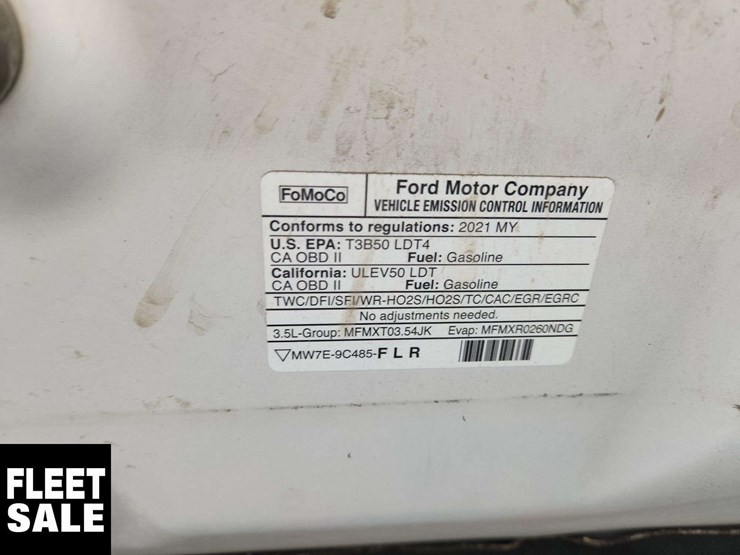 FoMoCo
Ford Motor Company
VEHICLE EMISSION CONTROL INFORMATION
Conforms to regulations: 2021 MY
U.S. EPA: T3B50 LDT4
CA OBD II Fuel: Gasoline
California: ULEV50 LDT
CA OBD II Fuel: Gasoline
TWC/DFI/SFI/WR-HO2S/HO2S/TC/CAC/EGR/EGRC
No adjustments needed.
3.5L-Group: MFMXT03.54JK Evap: MFMXR0260NDG
MW7E-9C485-FLR
FLEET
SALE